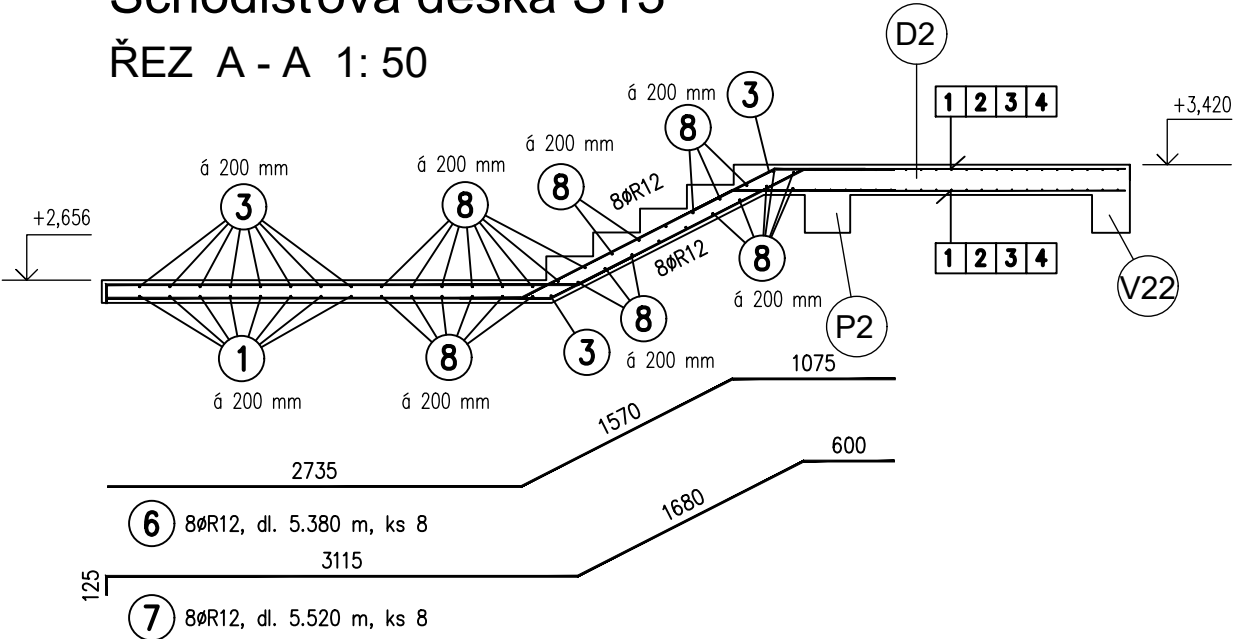 Schodišťová deska S15
ŘEZ A - A 1: 50
D2
á 200 mm
3
1 2 3 4
+3,420
8
á 200 mm
8øR12
á 200 mm
á 200 mm
8
3
8
+2,656
8øR12
8
1 2 3 4
á 200 mm
V22
P2
8
1
8
3
á 200 mm
á 200 mm
á 200 mm
1075
1570
2735
600
1680
6 8øR12, dl. 5.380 m, ks 8
3115
125
7 8øR12, dl. 5.520 m, ks 8